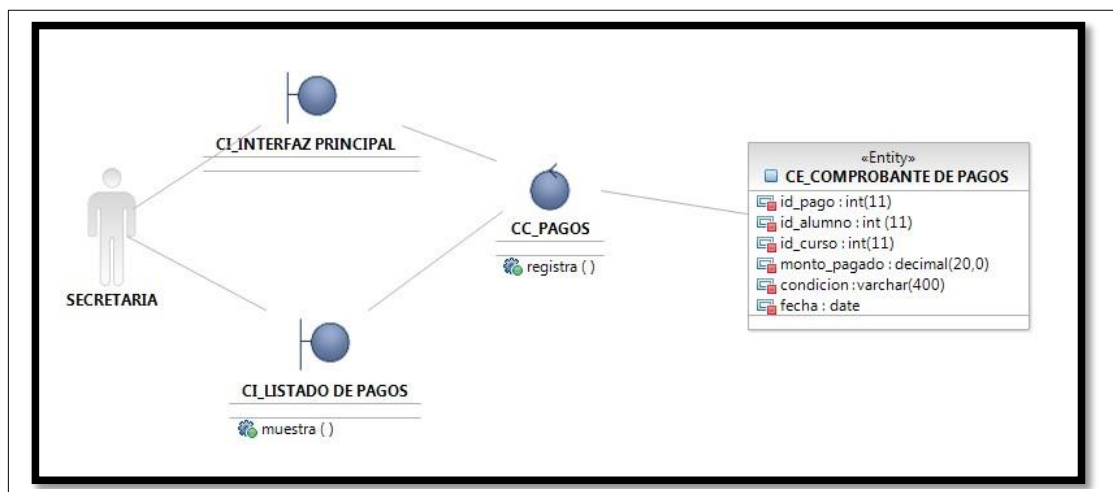 CI_INTERFAZ PRINCIPAL
SECRETARIA
CC_PAGOS
registra ( )
«Entity»
CE_COMPROBANTE DE PAGOS
id_pago : int(11)
id_alumno : int (11)
id_curso : int(11)
monto_pagado : decimal(20,0)
condicion :varchar(400)
fecha : date
CI_LISTADO DE PAGOS
muestra ( )